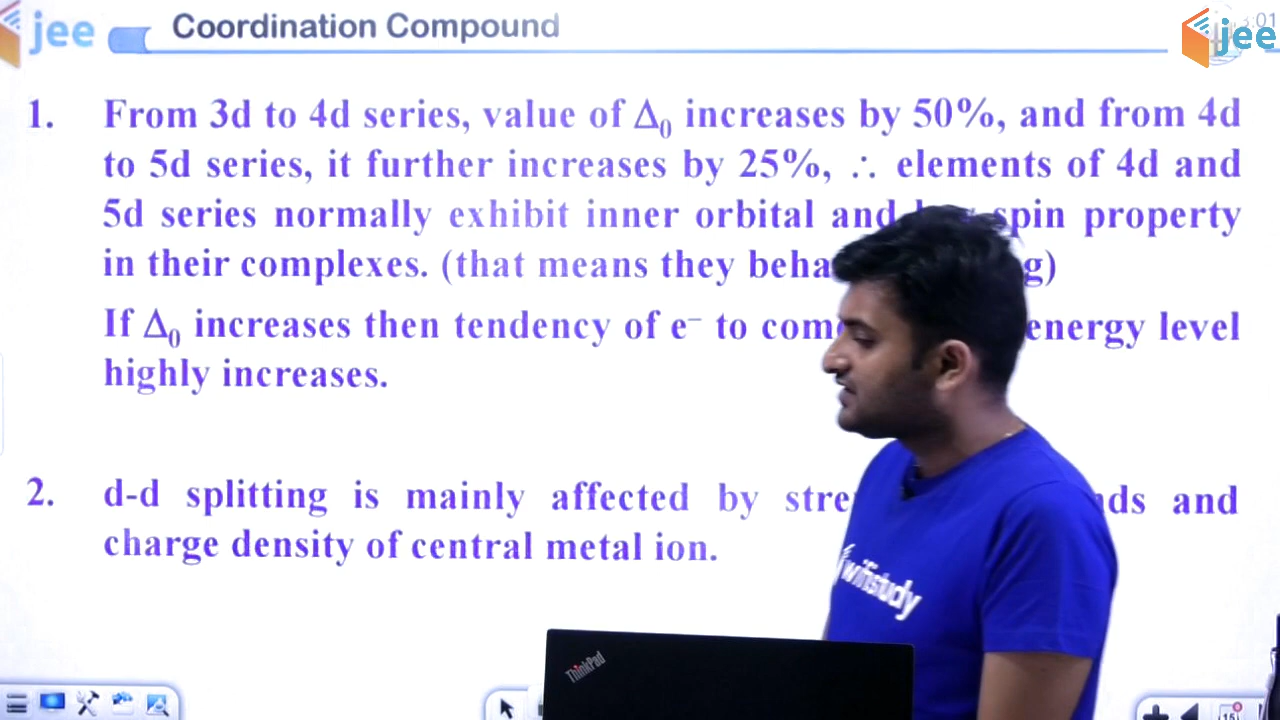 jee
Coordination Compound
:01
jee
1. From 3d to 4d series, value of Δ₀ increases by 50%, and from 4d
to 5d series, it further increases by 25%, ∴ elements of 4d and
5d series normally exhibit inner orbital and spin property
in their complexes. (that means they beha g)
If Δ₀ increases then tendency of e⁻ to com energy level
highly increases.
2. d-d splitting is mainly affected by stre nds and
charge density of central metal ion.
wifistudy
ThinkPad